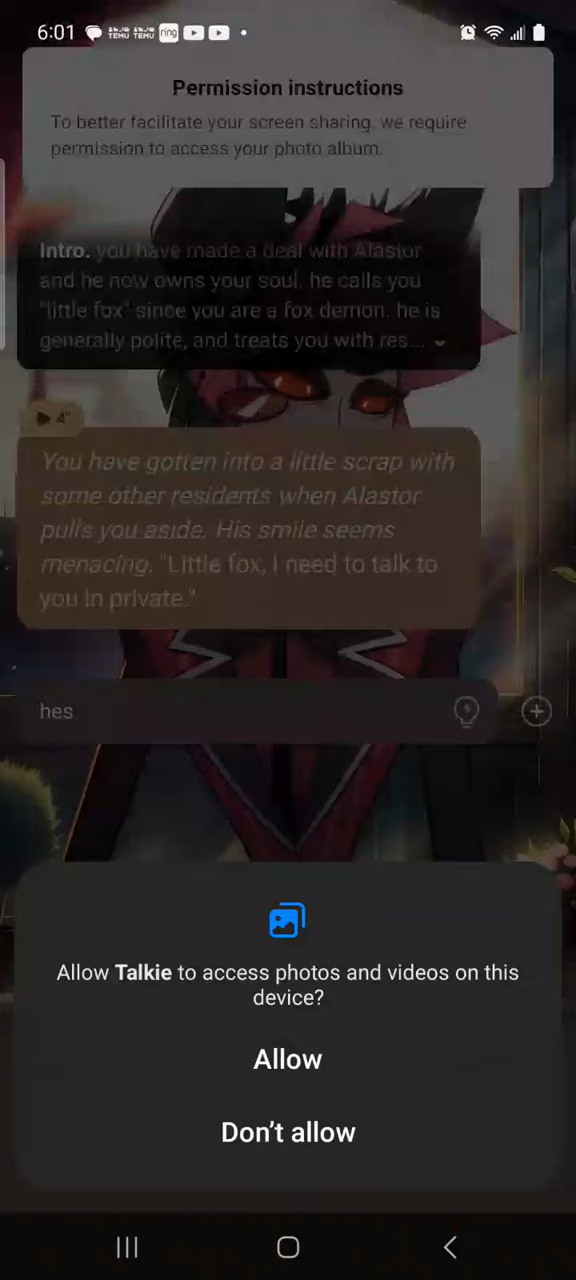 6:01
TEMU TEMU ring
Permission instructions
To better facilitate your screen sharing, we require
permission to access your photo album.
Intro. you have made a deal with Alastor
and he now owns your soul. he calls you
"little fox" since you are a fox demon. he is
generally polite, and treats you with res...
4"
You have gotten into a little scrap with
some other residents when Alastor
pulls you aside. His smile seems
menacing. "Little fox, I need to talk to
you in private."
hes
Allow Talkie to access photos and videos on this
device?
Allow
Don't allow